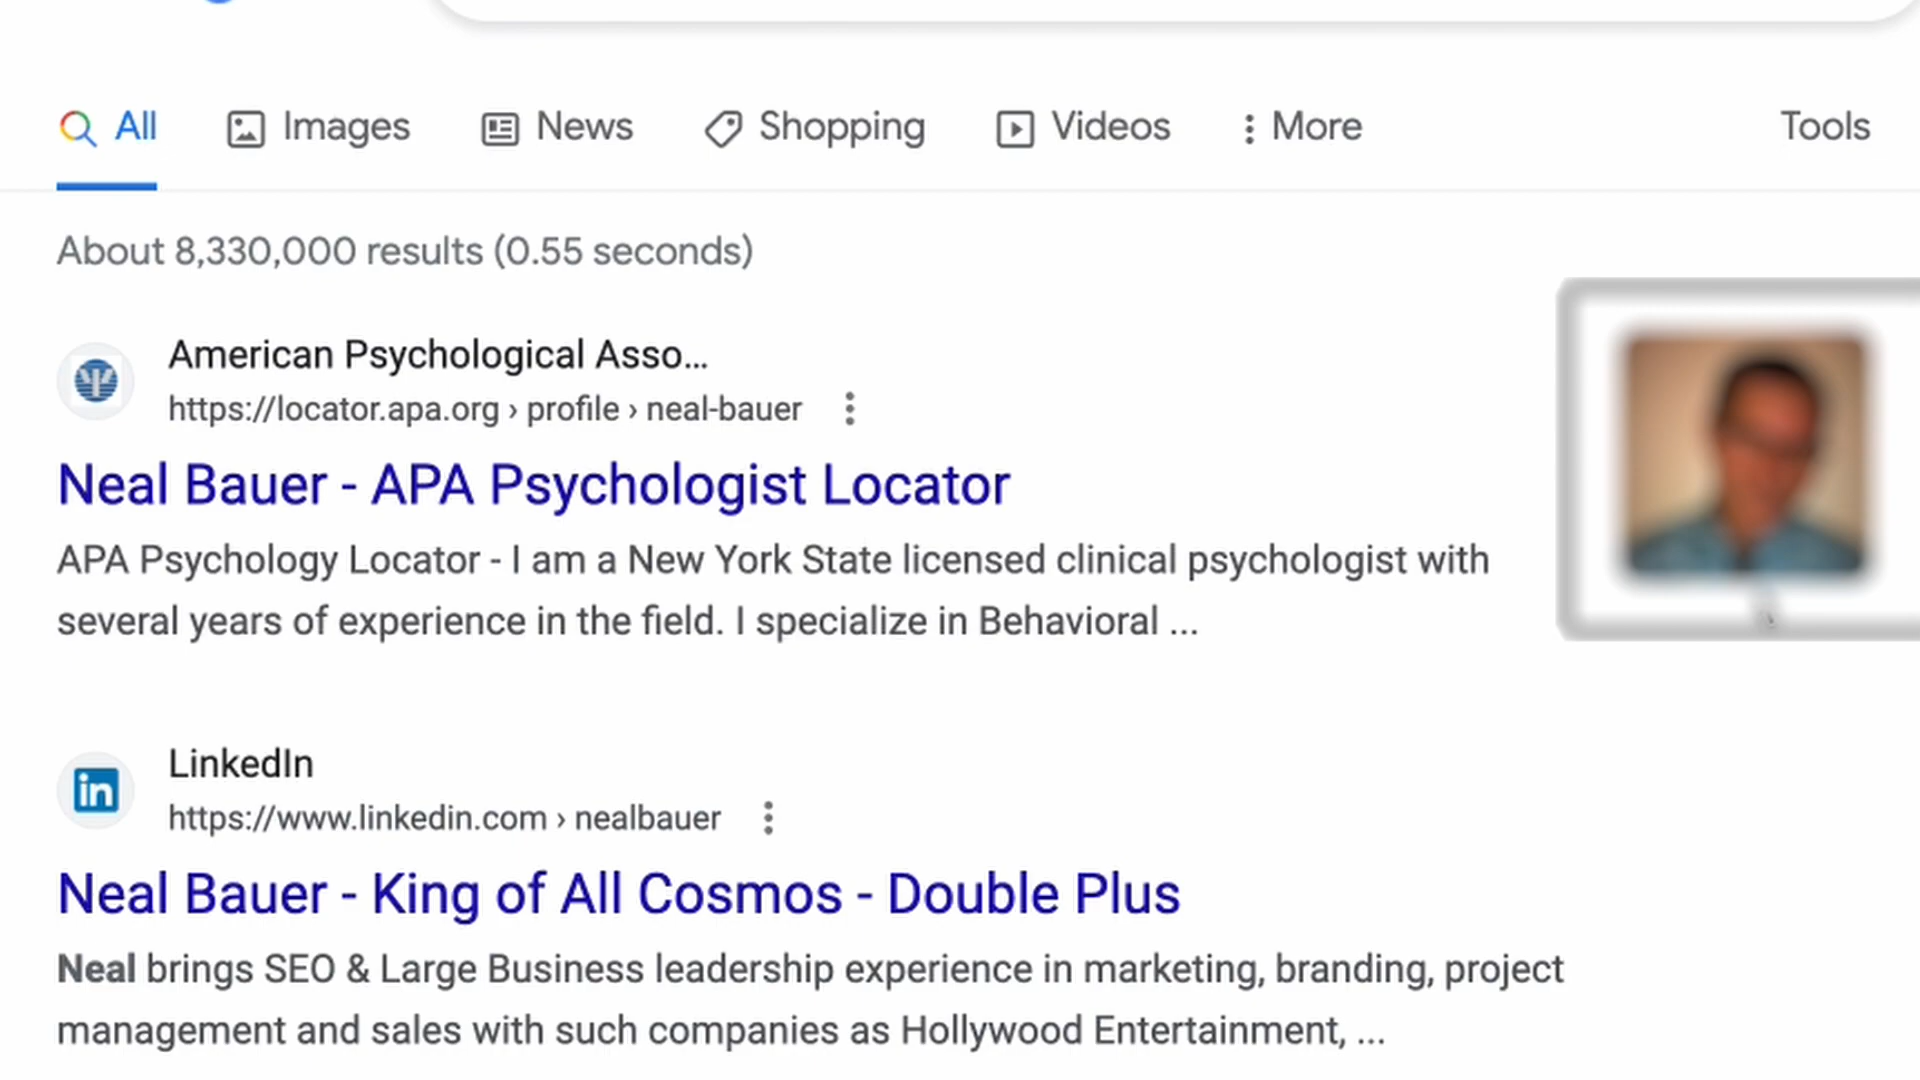 All Images News Shopping Videos More Tools
About 8,330,000 results (0.55 seconds)
American Psychological Asso...
https://locator.apa.org › profile › neal-bauer
Neal Bauer - APA Psychologist Locator
APA Psychology Locator - I am a New York State licensed clinical psychologist with
several years of experience in the field. I specialize in Behavioral ...
in
LinkedIn
https://www.linkedin.com › nealbauer
Neal Bauer - King of All Cosmos - Double Plus
Neal brings SEO & Large Business leadership experience in marketing, branding, project
management and sales with such companies as Hollywood Entertainment, ...